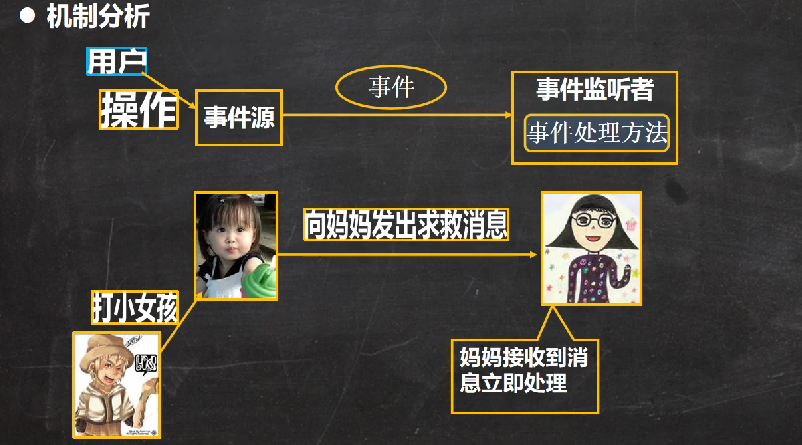 机制分析
用户
操作
事件源
事件
事件监听者
事件处理方法
向妈妈发出求救消息
打小女孩
妈妈接收到消
息立即处理